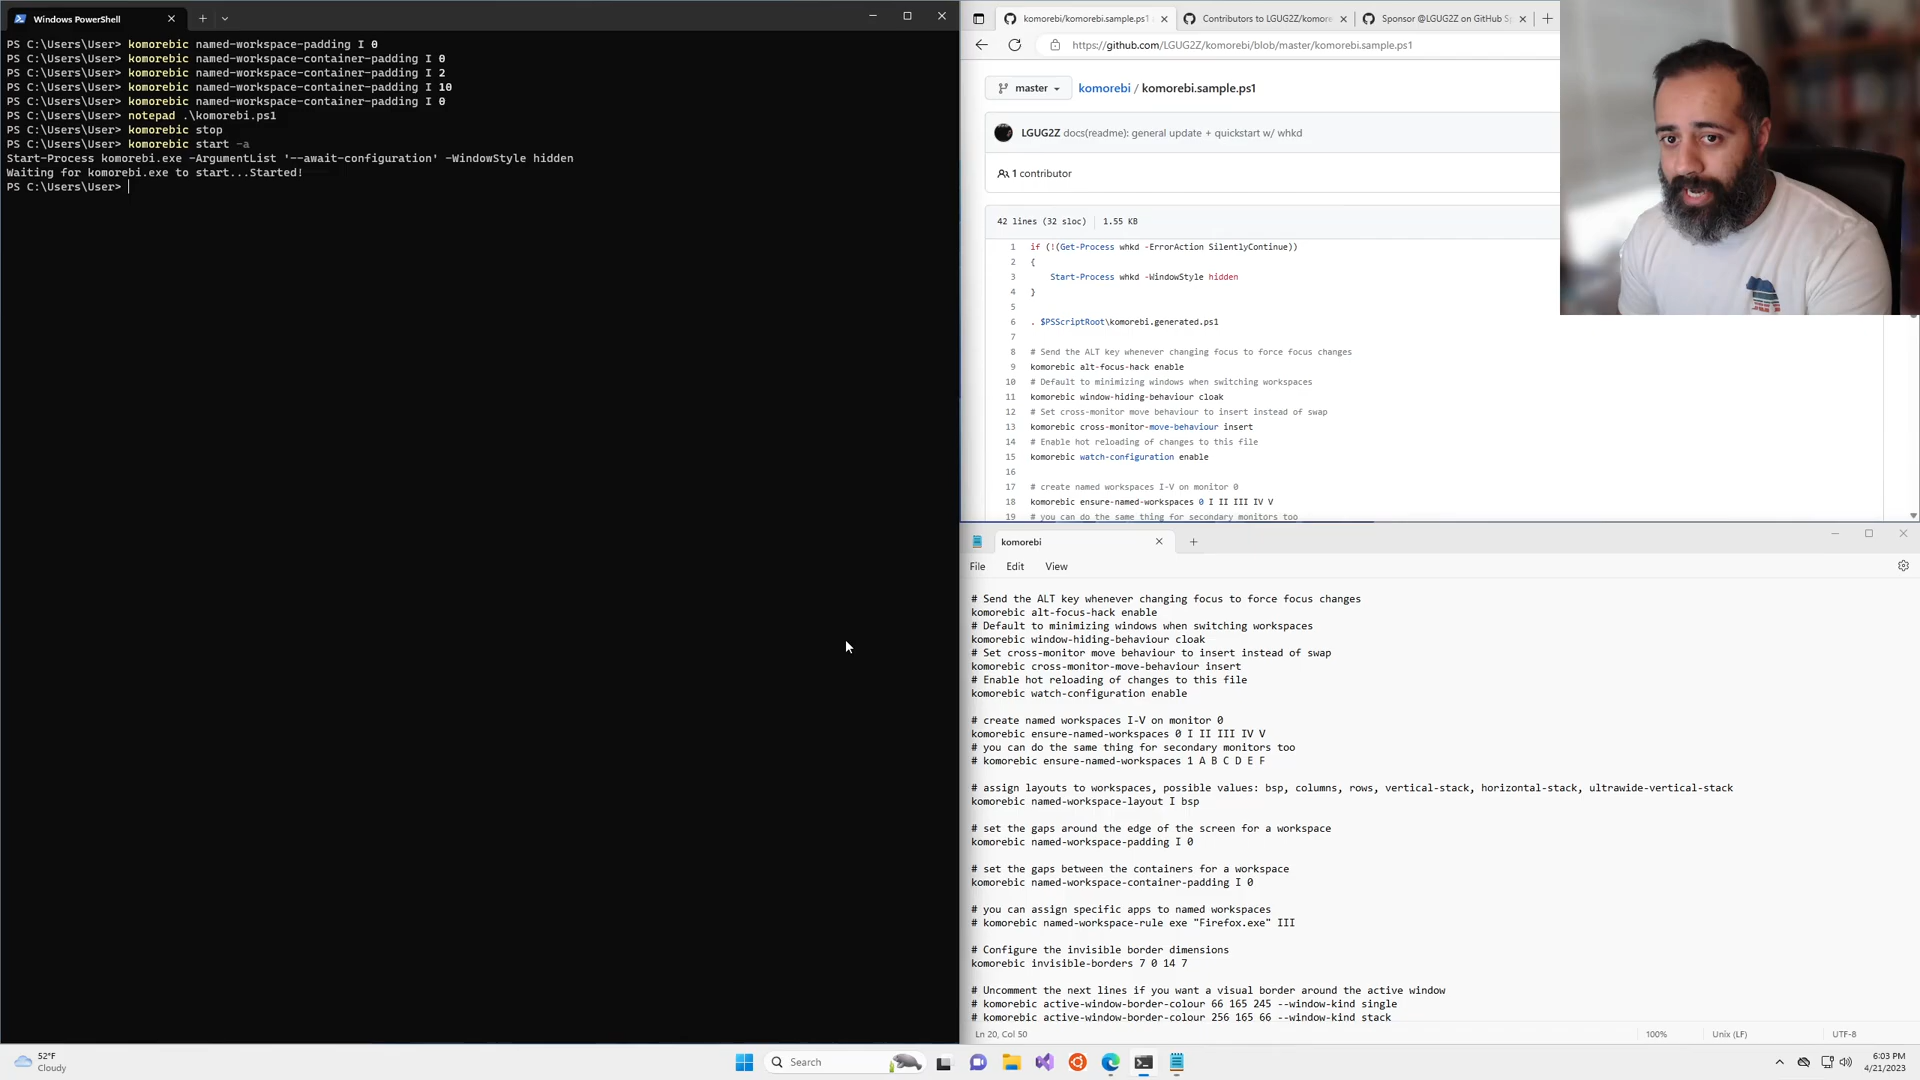 Windows PowerShell
PS C:\Users\User> komorebic named-workspace-padding I 0
PS C:\Users\User> komorebic named-workspace-container-padding I 0
PS C:\Users\User> komorebic named-workspace-container-padding I 2
PS C:\Users\User> komorebic named-workspace-container-padding I 10
PS C:\Users\User> komorebic named-workspace-container-padding I 0
PS C:\Users\User> notepad .\komorebi.ps1
PS C:\Users\User> komorebic stop
PS C:\Users\User> komorebic start -a
Start-Process komorebi.exe -ArgumentList '--await-configuration' -WindowStyle hidden
Waiting for komorebi.exe to start...Started!
PS C:\Users\User>
komorebi/komorebi.sample.ps1
Contributors to LGUG2Z/komore
Sponsor @LGUG2Z on GitHub S
https://github.com/LGUG2Z/komorebi/blob/master/komorebi.sample.ps1
master
komorebi / komorebi.sample.ps1
LGUG2Z docs(readme): general update + quickstart w/ whkd
1 contributor
42 lines (32 sloc) 1.55 KB
1 if (!(Get-Process whkd -ErrorAction SilentlyContinue))
2 {
3 Start-Process whkd -WindowStyle hidden
4 }
5
6 . $PSScriptRoot\komorebi.generated.ps1
7
8 # Send the ALT key whenever changing focus to force focus changes
9 komorebic alt-focus-hack enable
10 # Default to minimizing windows when switching workspaces
11 komorebic window-hiding-behaviour cloak
12 # Set cross-monitor move behaviour to insert instead of swap
13 komorebic cross-monitor-move-behaviour insert
14 # Enable hot reloading of changes to this file
15 komorebic watch-configuration enable
16
17 # create named workspaces I-V on monitor 0
18 komorebic ensure-named-workspaces 0 I II III IV V
19 # you can do the same thing for secondary monitors too
komorebi
File Edit View
# Send the ALT key whenever changing focus to force focus changes
komorebic alt-focus-hack enable
# Default to minimizing windows when switching workspaces
komorebic window-hiding-behaviour cloak
# Set cross-monitor move behaviour to insert instead of swap
komorebic cross-monitor-move-behaviour insert
# Enable hot reloading of changes to this file
komorebic watch-configuration enable
# create named workspaces I-V on monitor 0
komorebic ensure-named-workspaces 0 I II III IV V
# you can do the same thing for secondary monitors too
# komorebic ensure-named-workspaces 1 A B C D E F
# assign layouts to workspaces, possible values: bsp, columns, rows, vertical-stack, horizontal-stack, ultrawide-vertical-stack
komorebic named-workspace-layout I bsp
# set the gaps around the edge of the screen for a workspace
komorebic named-workspace-padding I 0
# set the gaps between the containers for a workspace
komorebic named-workspace-container-padding I 0
# you can assign specific apps to named workspaces
# komorebic named-workspace-rule exe "Firefox.exe" III
# Configure the invisible border dimensions
komorebic invisible-borders 7 0 14 7
# Uncomment the next lines if you want a visual border around the active window
# komorebic active-window-border-colour 66 165 245 --window-kind single
# komorebic active-window-border-colour 256 165 66 --window-kind stack
Ln 20, Col 50
100%
Unix (LF)
UTF-8
52°F
Cloudy
Search
6:03 PM
4/21/2023